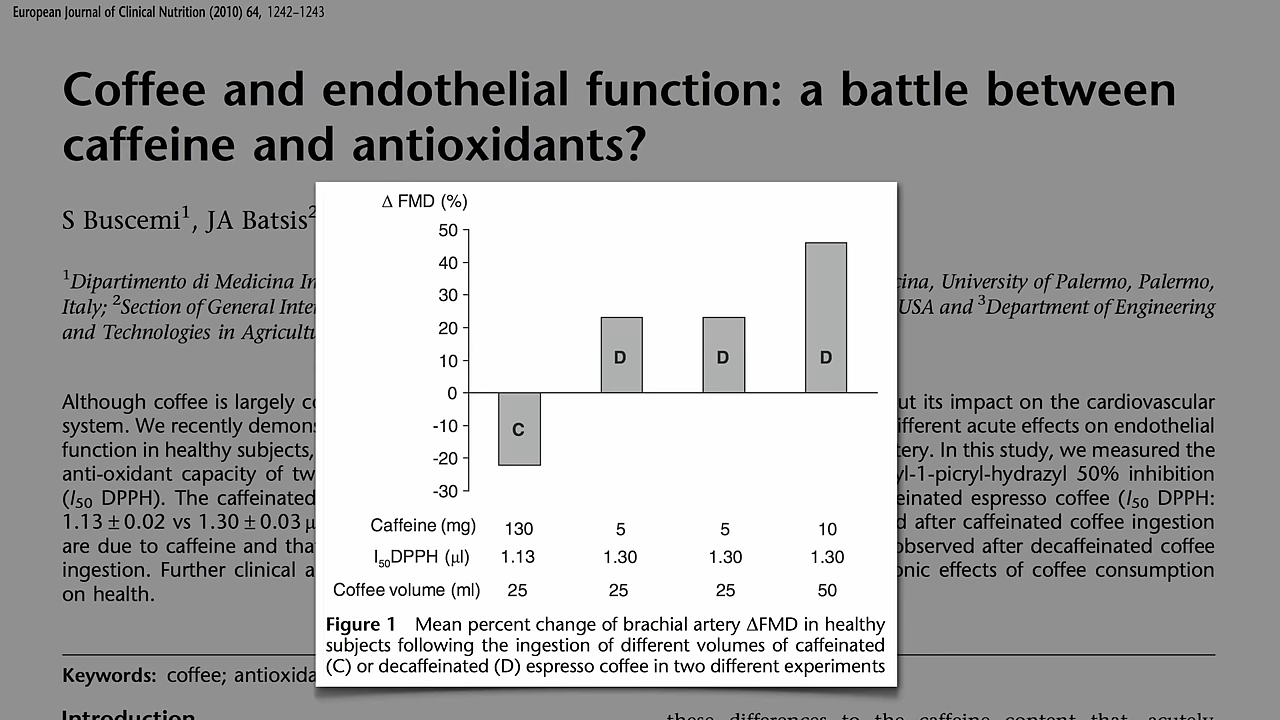 European Journal of Clinical Nutrition (2010) 64, 1242–1243
Coffee and endothelial function: a battle between
caffeine and antioxidants?
S Buscemi¹, JA Batsis²
¹Dipartimento di Medicina In
cina, University of Palermo, Palermo,
Italy; ²Section of General Inter
USA and ³Department of Engineering
and Technologies in Agricultu
Although coffee is largely co
ut its impact on the cardiovascular
system. We recently demons
ifferent acute effects on endothelial
function in healthy subjects,
tery. In this study, we measured the
anti-oxidant capacity of tw
yl-1-picryl-hydrazyl 50% inhibition
(I50 DPPH). The caffeinated
einated espresso coffee (I50 DPPH:
1.13 ± 0.02 vs 1.30 ± 0.03 μ
d after caffeinated coffee ingestion
are due to caffeine and tha
observed after decaffeinated coffee
ingestion. Further clinical a
onic effects of coffee consumption
on health.
Keywords: coffee; antioxida
Introduction
these differences to the caffeine content that, acutely,
Δ FMD (%)
50
40
30
20
10
0
-10
-20
-30
C
D
D
D
Caffeine (mg) 130 5 5 10
I50DPPH (μl) 1.13 1.30 1.30 1.30
Coffee volume (ml) 25 25 25 50
Figure 1 Mean percent change of brachial artery ΔFMD in healthy
subjects following the ingestion of different volumes of caffeinated
(C) or decaffeinated (D) espresso coffee in two different experiments